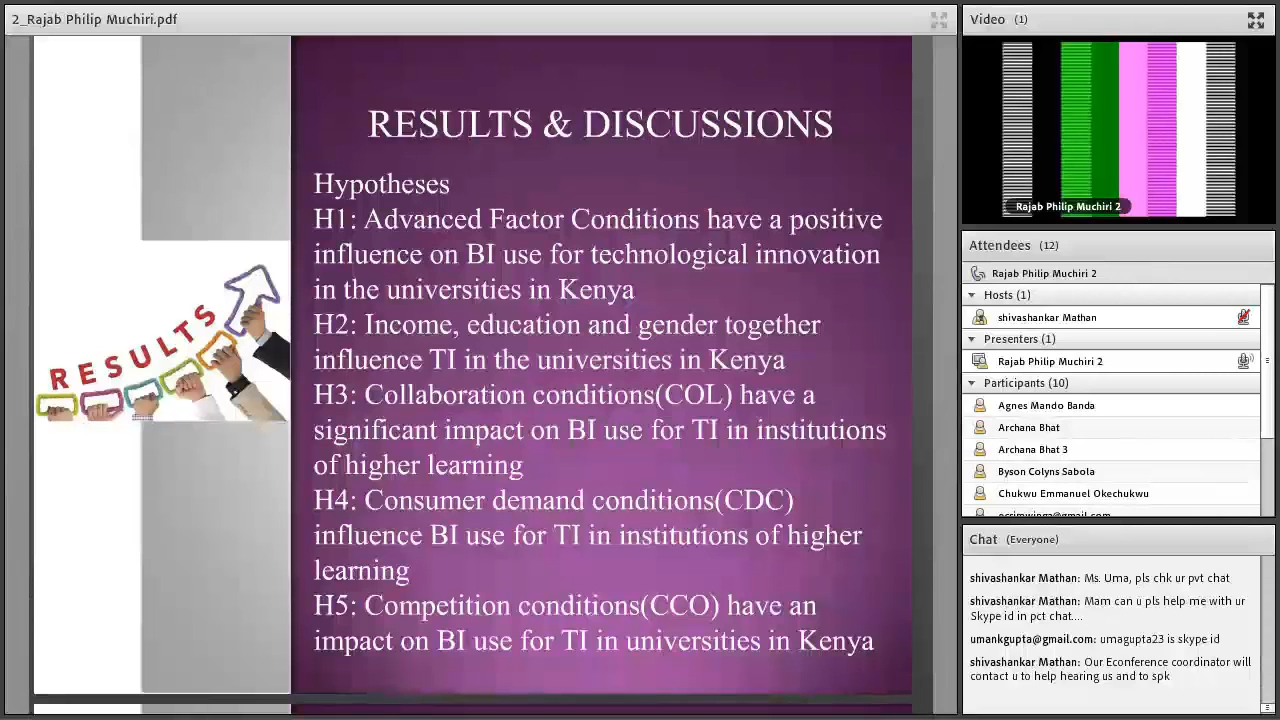 2_Rajab Philip Muchiri.pdf
RESULTS
RESULTS & DISCUSSIONS
Hypotheses
H1: Advanced Factor Conditions have a positive
influence on BI use for technological innovation
in the universities in Kenya
H2: Income, education and gender together
influence TI in the universities in Kenya
H3: Collaboration conditions(COL) have a
significant impact on BI use for TI in institutions
of higher learning
H4: Consumer demand conditions(CDC)
influence BI use for TI in institutions of higher
learning
H5: Competition conditions(CCO) have an
impact on BI use for TI in universities in Kenya
Video (1)
Rajab Philip Muchiri 2
Attendees (12)
Rajab Philip Muchiri 2
Hosts (1)
shivashankar Mathan
Presenters (1)
Rajab Philip Muchiri 2
Participants (10)
Agnes Mando Banda
Archana Bhat
Archana Bhat 3
Byson Colyns Sabola
Chukwu Emmanuel Okechukwu
Chat (Everyone)
shivashankar Mathan: Ms. Uma, pls chk ur pvt chat
shivashankar Mathan: Mam can u pls help me with ur
Skype id in pct chat....
umankgupta@gmail.com: umagupta23 is skype id
shivashankar Mathan: Our Econference coordinator will
contact u to help hearing us and to spk